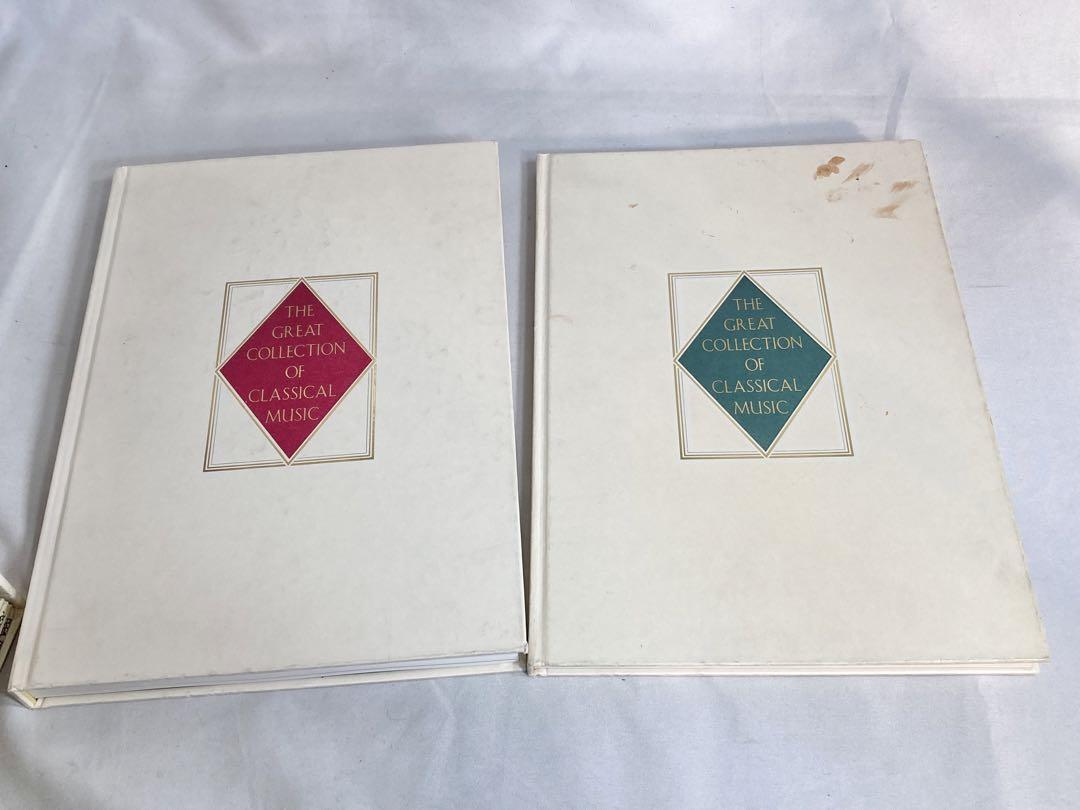 THE
GREAT
COLLECTION
OF
CLASSICAL
MUSIC
THE
GREAT
COLLECTION
OF
CLASSICAL
MUSIC